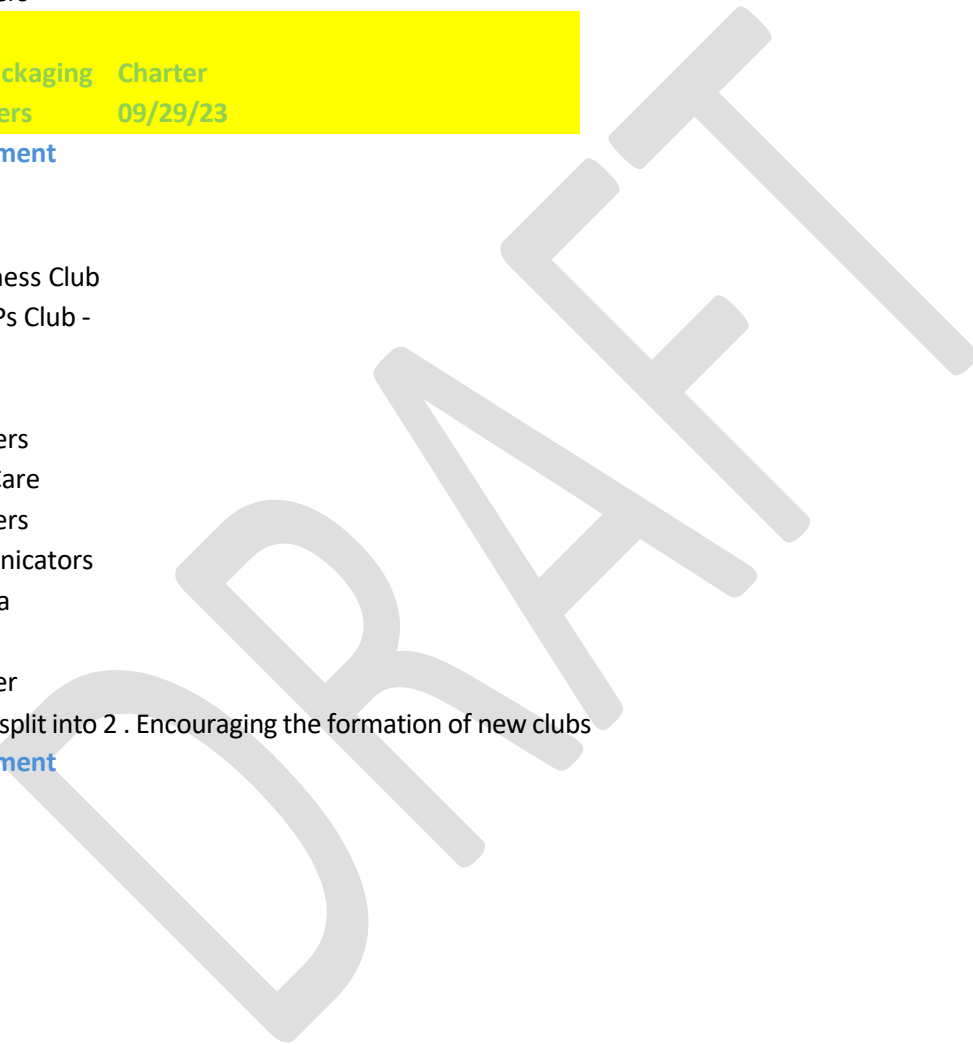 ers
ckaging Charter
ers 09/29/23
ment
ness Club
Ps Club -
ers
Care
ers
nicators
a
er
split into 2 . Encouraging the formation of new clubs
ment
DRAFT